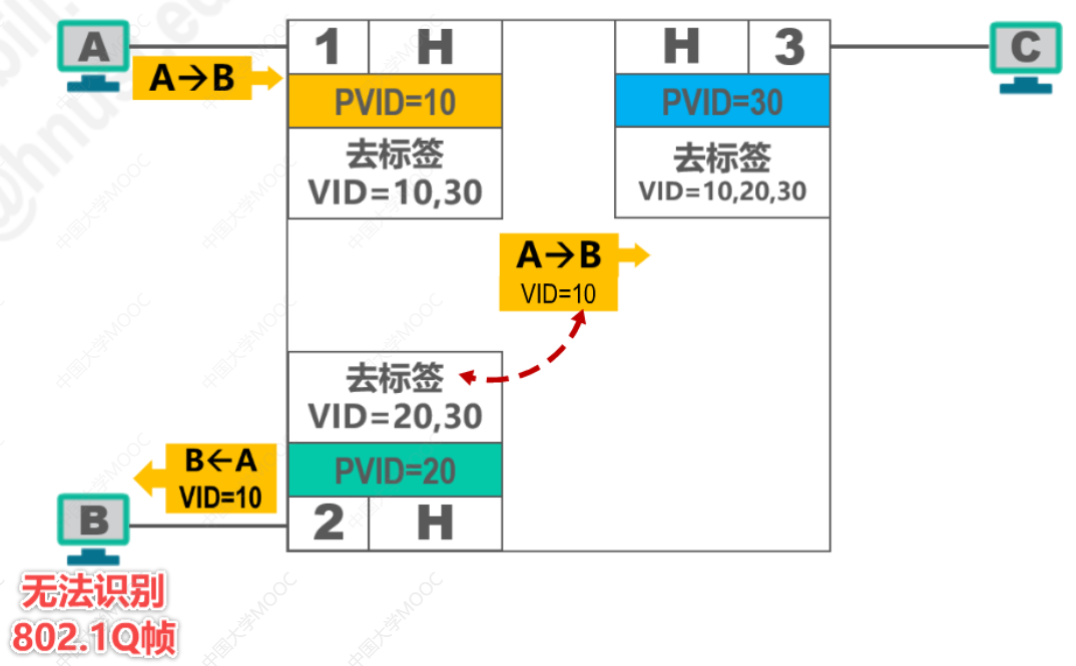 A
A→B
1 H
PVID=10
去标签
VID=10,30
H 3
PVID=30
去标签
VID=10,20,30
C
A→B
VID=10
去标签
VID=20,30
PVID=20
2 H
B←A
VID=10
B
无法识别
802.1Q帧
中国大学MOOC